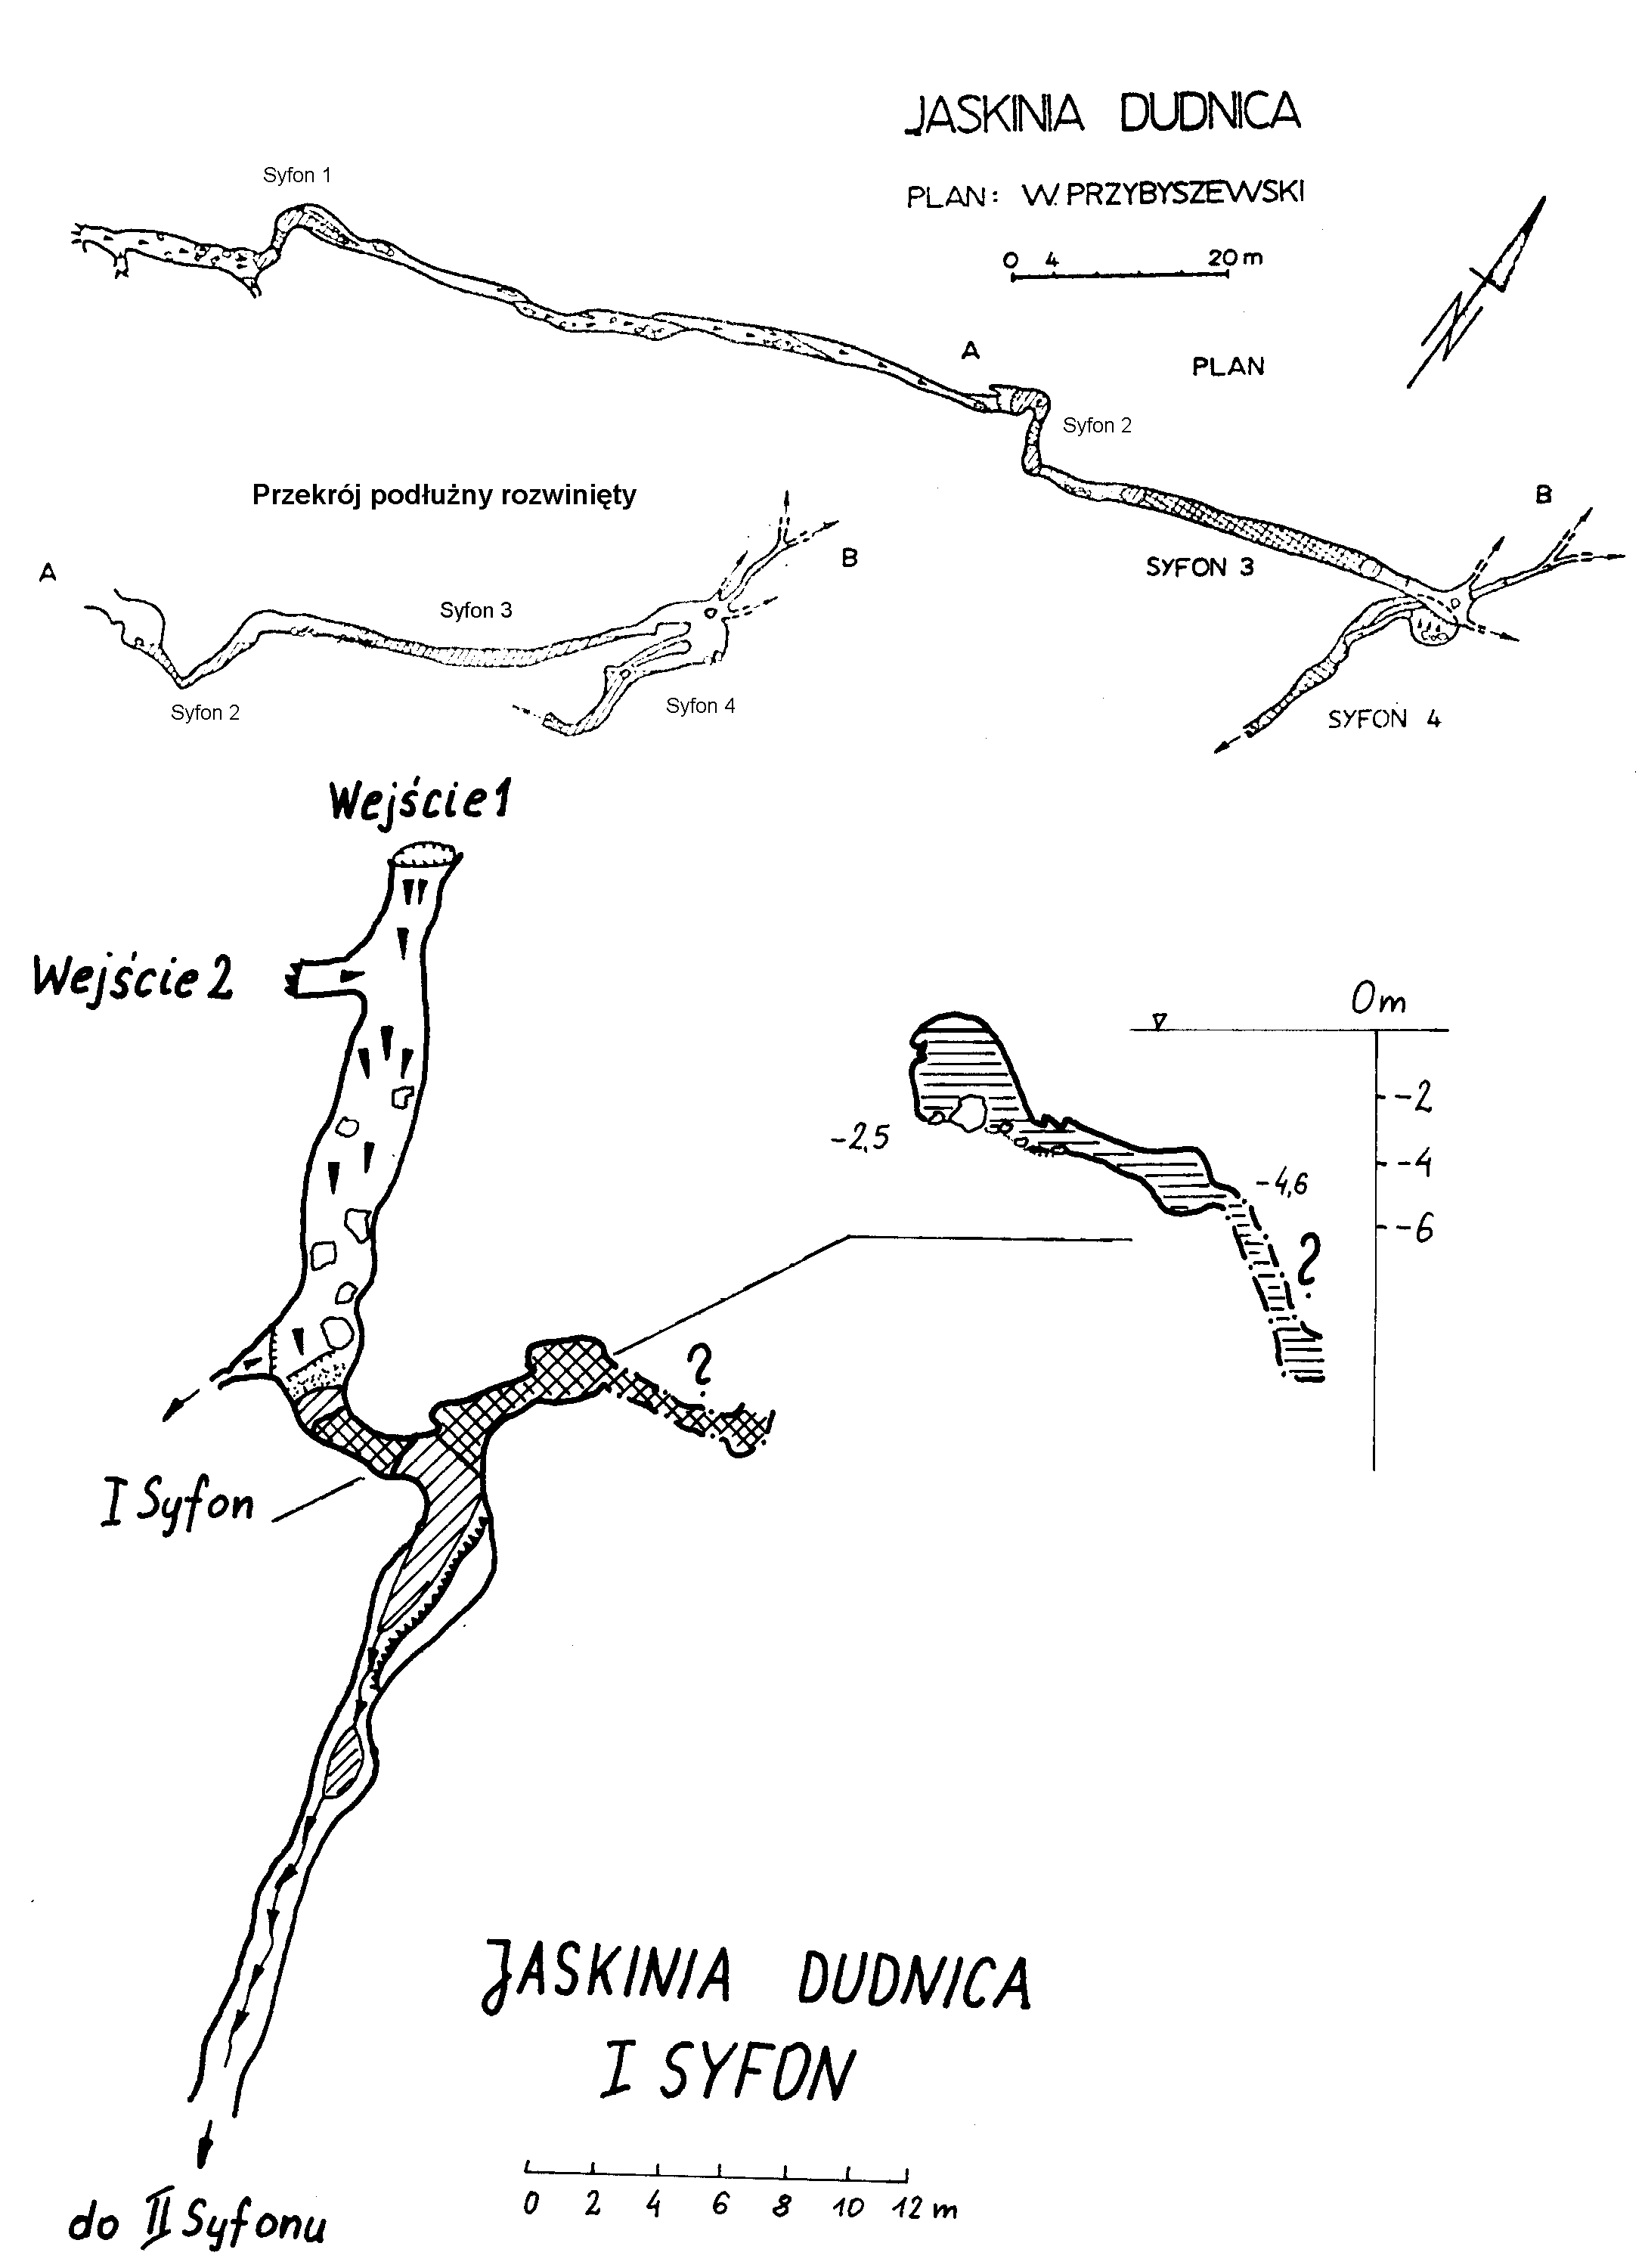 JASKINIA DUDNICA
Syfon 1
PLAN: W. PRZYBYSZEWSKI
0 4 20 m
A
PLAN
Syfon 2
Przekrój podłużny rozwinięty
B
SYFON 3
A
B
Syfon 3
Syfon 2
Syfon 4
SYFON 4
Wejście 1
Wejście 2
0m
-2
-2,5
-4
-4,6
-6
?
?
I Syfon
JASKINIA DUDNICA
I SYFON
0 2 4 6 8 10 12 m
do II Syfonu